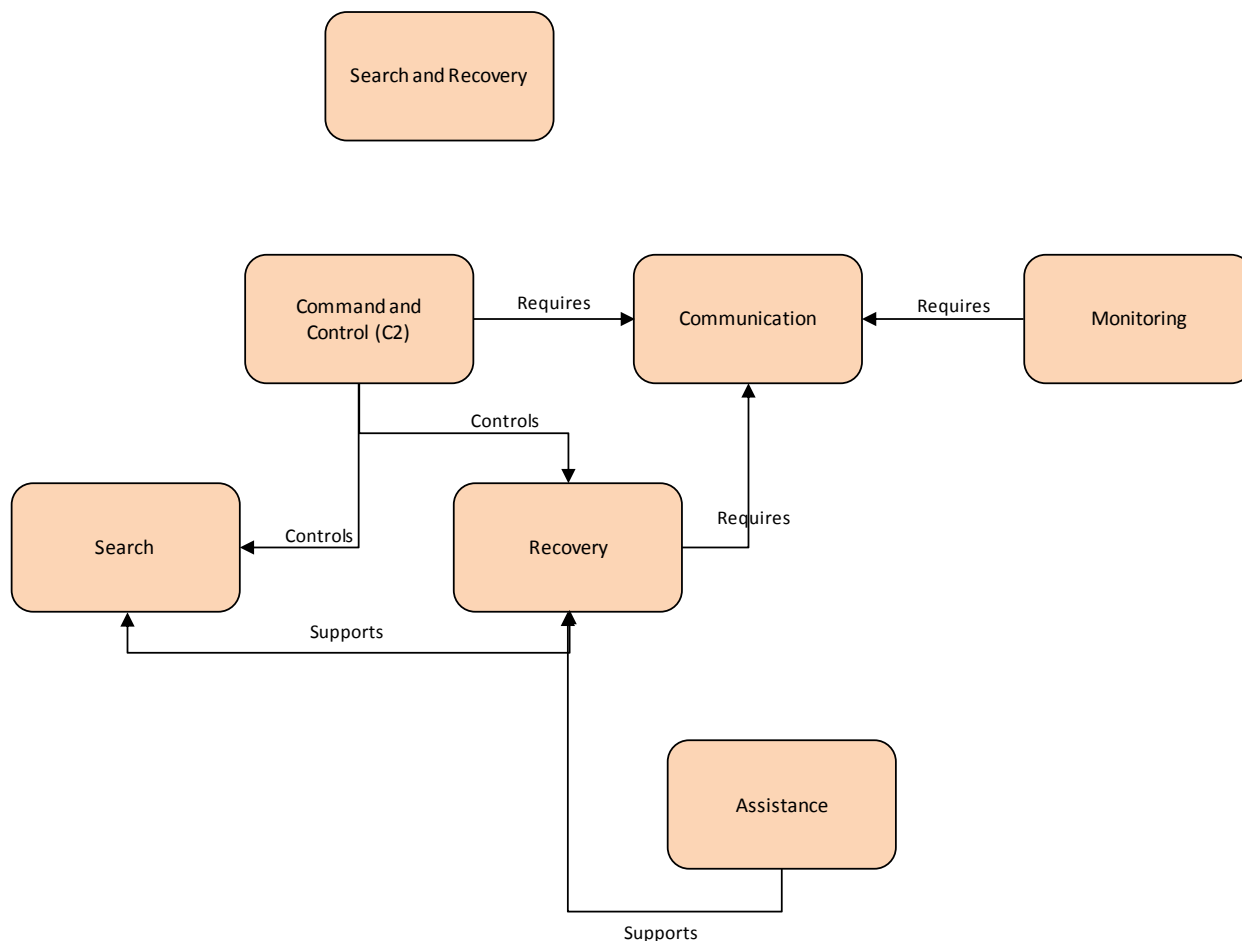 Search and Recovery
Command and
Control (C2)
Requires
Communication
Requires
Monitoring
Controls
Search
Controls
Recovery
Requires
Supports
Assistance
Supports